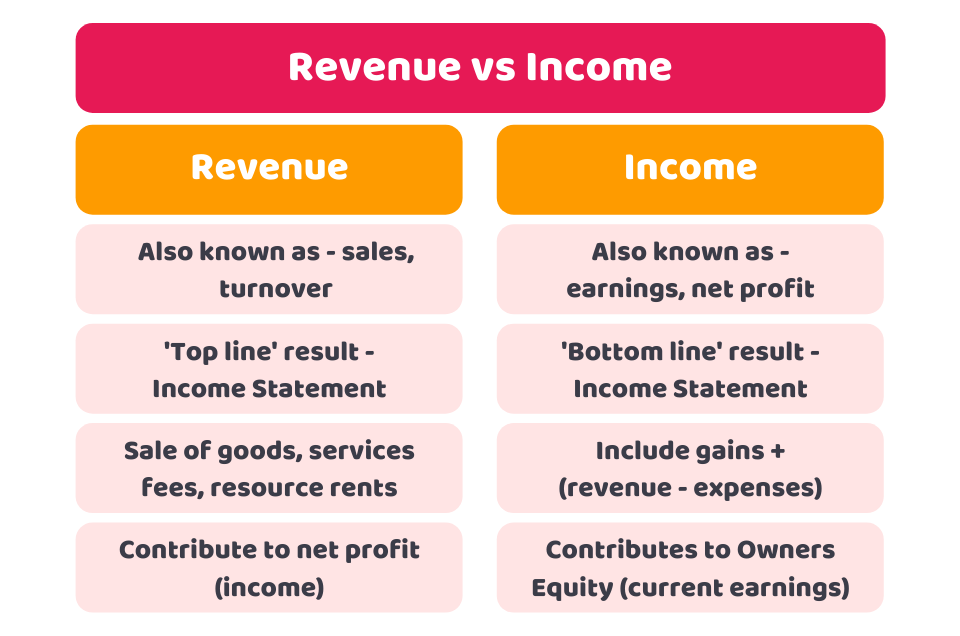 Revenue vs Income
Revenue
Income
Also known as - sales,
turnover
Also known as -
earnings, net profit
'Top line' result -
Income Statement
'Bottom line' result -
Income Statement
Sale of goods, services
fees, resource rents
Include gains +
(revenue - expenses)
Contribute to net profit
(income)
Contributes to Owners
Equity (current earnings)